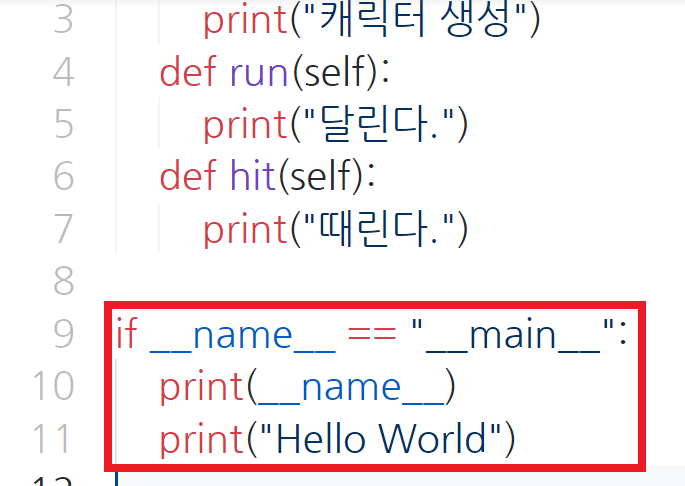 3 print("캐릭터 생성")
4 def run(self):
5 print("달린다.")
6 def hit(self):
7 print("때린다.")
8
9 if __name__ == "__main__":
10 print(__name__)
11 print("Hello World")
12